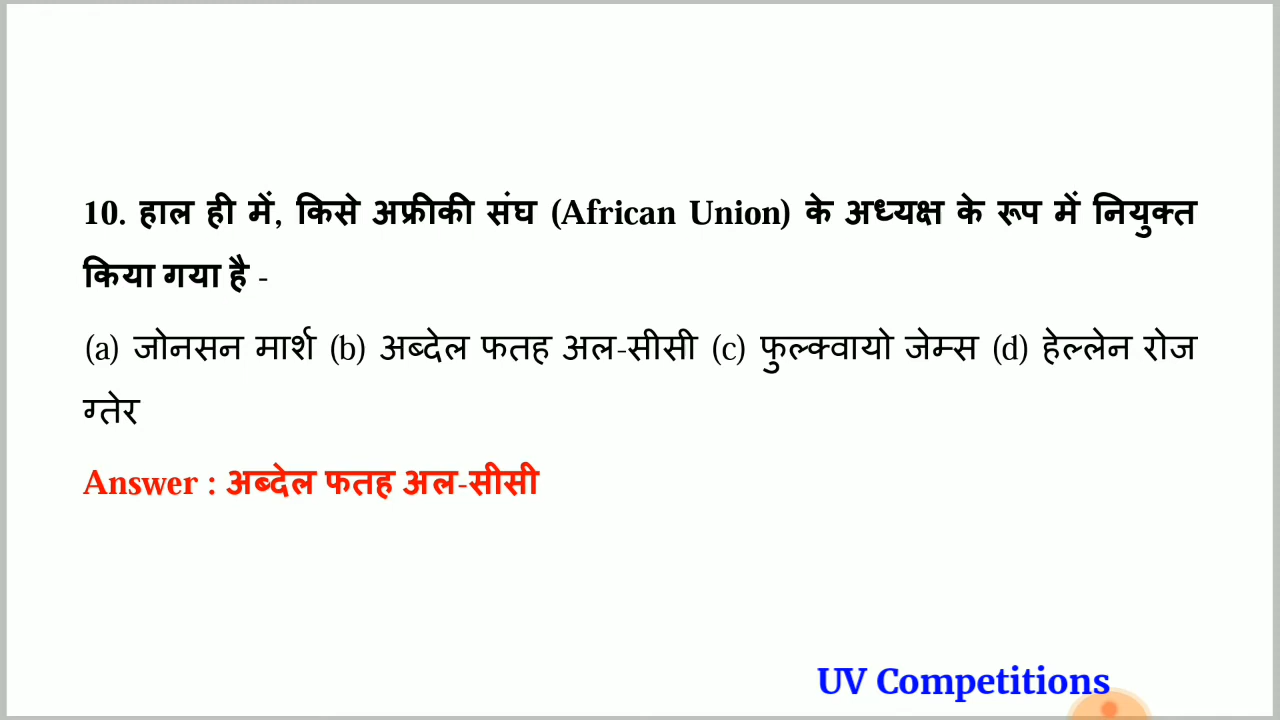 10. हाल ही में, किसे अफ्रीकी संघ (African Union) के अध्यक्ष के रूप में नियुक्त
किया गया है -
(a) जोनसन मार्श (b) अब्देल फतह अल-सीसी (c) फुल्क्वायो जेम्स (d) हेल्लेन रोज
ग्तेर
Answer : अब्देल फतह अल-सीसी
UV Competitions